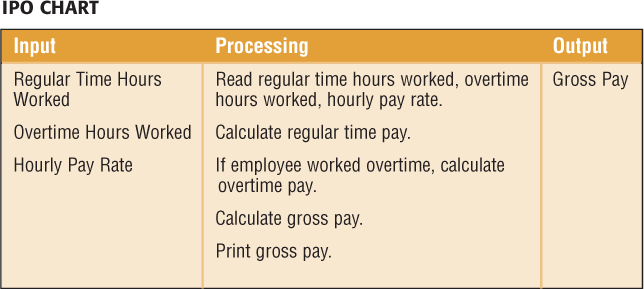 IPO CHART
Input Processing Output
Regular Time Hours
Worked
Overtime Hours Worked
Hourly Pay Rate
Read regular time hours worked, overtime
hours worked, hourly pay rate.
Calculate regular time pay.
If employee worked overtime, calculate
overtime pay.
Calculate gross pay.
Print gross pay.
Gross Pay